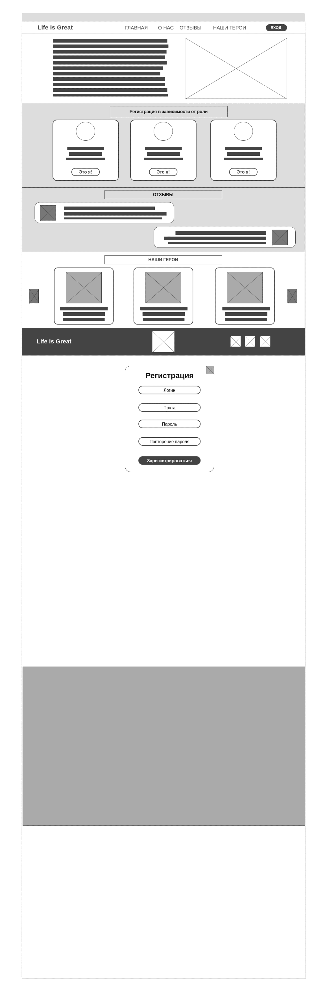 Life Is Great ГЛАВНАЯ О НАС ОТЗЫВЫ НАШИ ГЕРОИ ВХОД
Регистрация в зависимости от роли
Это я! Это я! Это я!
ОТЗЫВЫ
НАШИ ГЕРОИ
Life Is Great
Регистрация
Логин
Почта
Пароль
Повторение пароля
Зарегистрироваться